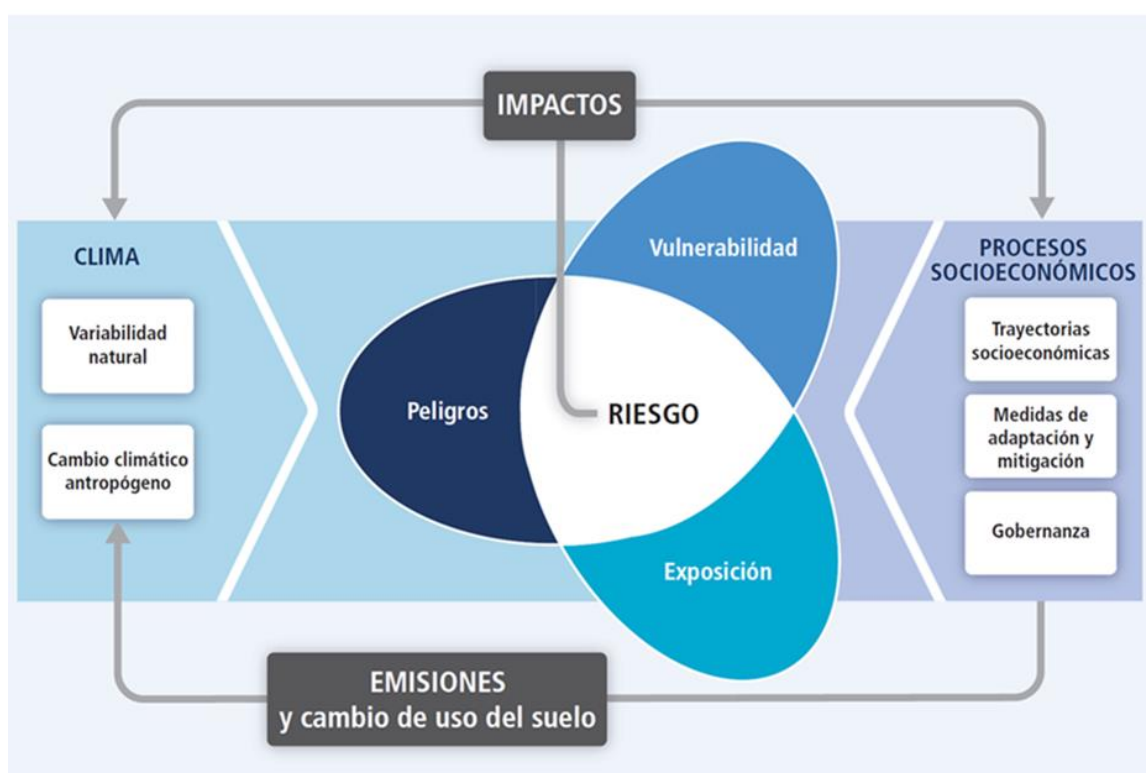 IMPACTOS
CLIMA
Variabilidad
natural
Cambio climático
antropógeno
Vulnerabilidad
Peligros
RIESGO
Exposición
PROCESOS
SOCIOECONÓMICOS
Trayectorias
socioeconómicas
Medidas de
adaptación y
mitigación
Gobernanza
EMISIONES
y cambio de uso del suelo